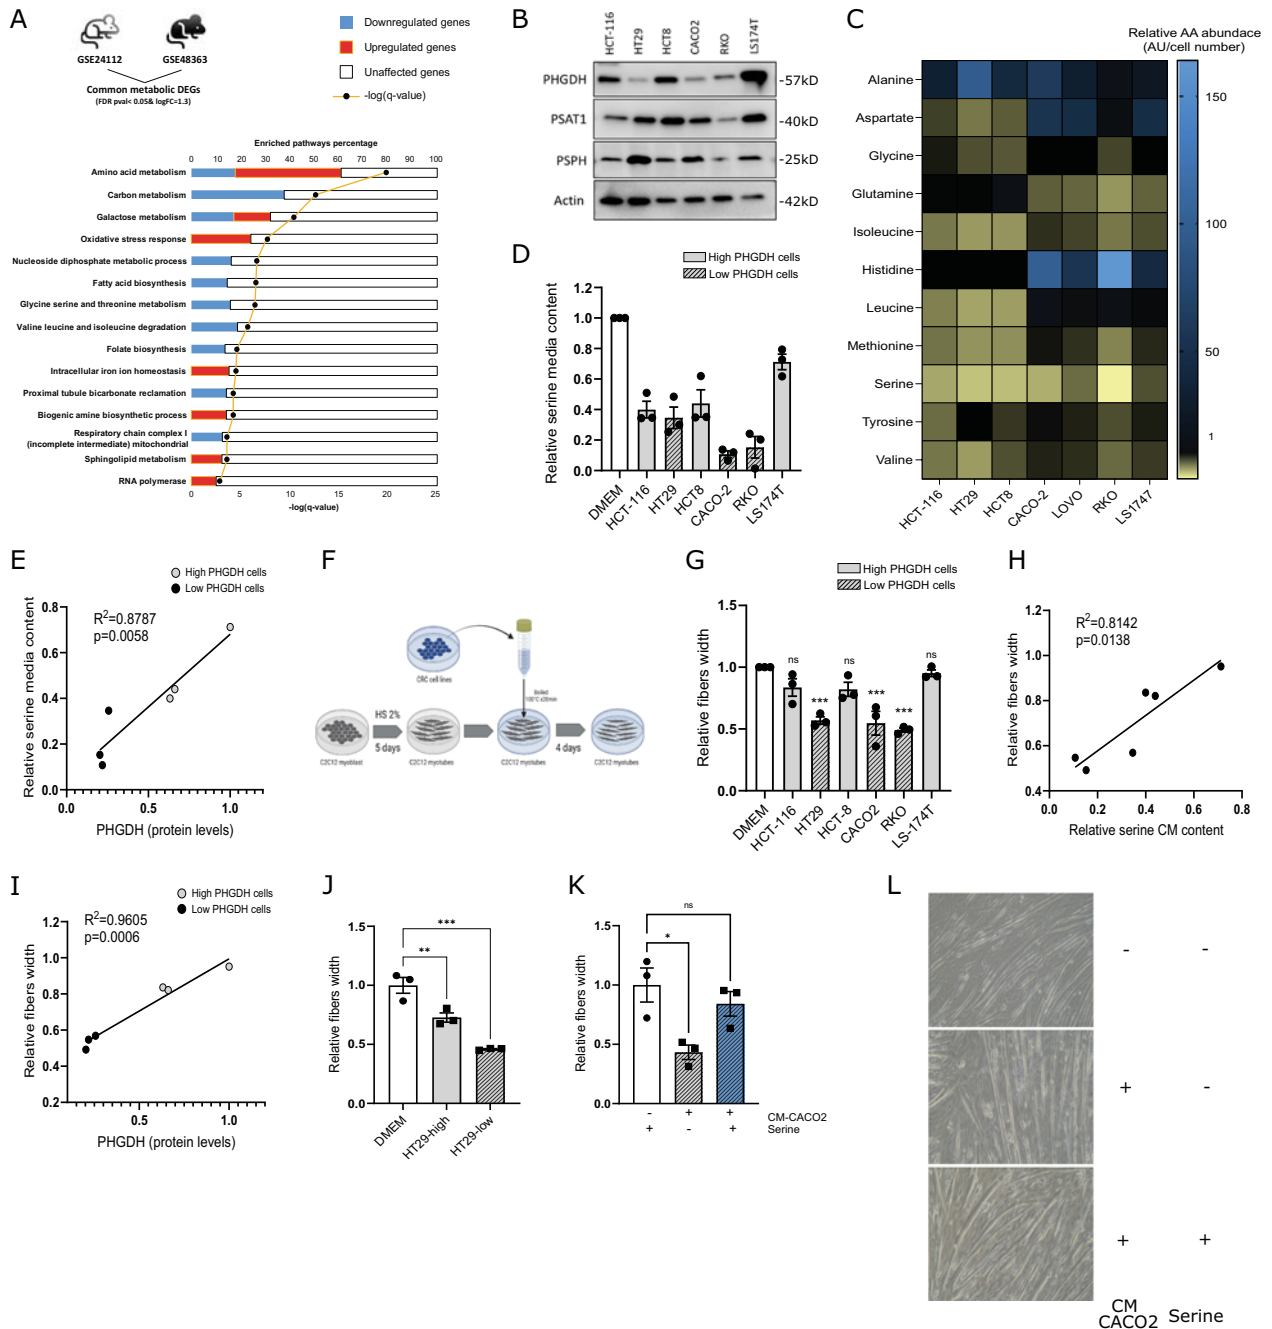 A
GSE24112
GSE48363
Common metabolic DEGs
(FDR pval< 0.05& logFC=1.3)
Downregulated genes
Upregulated genes
Unaffected genes
-log(q-value)
Enriched pathways percentage
0 10 20 30 40 50 60 70 80 90 100
Amino acid metabolism
Carbon metabolism
Galactose metabolism
Oxidative stress response
Nucleoside diphosphate metabolic process
Fatty acid biosynthesis
Glycine serine and threonine metabolism
Valine leucine and isoleucine degradation
Folate biosynthesis
Intracellular iron ion homeostasis
Proximal tubule bicarbonate reclamation
Biogenic amine biosynthetic process
Respiratory chain complex I
(incomplete intermediate) mitochondrial
Sphingolipid metabolism
RNA polymerase
0 5 10 15 20 25
-log(q-value)
B
HCT-116
HT29
HCT8
CACO2
RKO
LS174T
PHGDH
-57kD
PSAT1
-40kD
PSPH
-25kD
Actin
-42kD
C
Relative AA abundace
(AU/cell number)
Alanine
Aspartate
Glycine
Glutamine
Isoleucine
Histidine
Leucine
Methionine
Serine
Tyrosine
Valine
150
100
50
1
HCT-116
HT29
HCT8
CACO-2
LOVO
RKO
LS1747
D
High PHGDH cells
Low PHGDH cells
Relative serine media content
1.2
1.0
0.8
0.6
0.4
0.2
0.0
DMEM
HCT-116
HT29
HCT8
CACO-2
RKO
LS174T
E
High PHGDH cells
Low PHGDH cells
R2=0.8787
p=0.0058
Relative serine media content
0.8
0.6
0.4
0.2
0.0
0.0 0.5 1.0
PHGDH (protein levels)
F
CRC cell lines
Boiled
100°C x20min
HS 2%
5 days
4 days
C2C12 myoblast
C2C12 myotubes
C2C12 myotubes
C2C12 myotubes
G
High PHGDH cells
Low PHGDH cells
Relative fibers width
1.5
1.0
0.5
0.0
ns
***
ns
***
***
ns
DMEM
HCT-116
HT29
HCT-8
CACO2
RKO
LS-174T
H
R2=0.8142
p=0.0138
Relative fibers width
1.2
1.0
0.8
0.6
0.4
0.0 0.2 0.4 0.6 0.8
Relative serine CM content
I
High PHGDH cells
Low PHGDH cells
R2=0.9605
p=0.0006
Relative fibers width
1.2
1.0
0.8
0.6
0.4
0.2
0.5 1.0
PHGDH (protein levels)
J
Relative fibers width
1.5
1.0
0.5
0.0
***
**
DMEM
HT29-high
HT29-low
K
Relative fibers width
1.5
1.0
0.5
0.0
ns
*
- + + CM-CACO2
+ - + Serine
L
- -
+ -
+ +
CM
CACO2 Serine